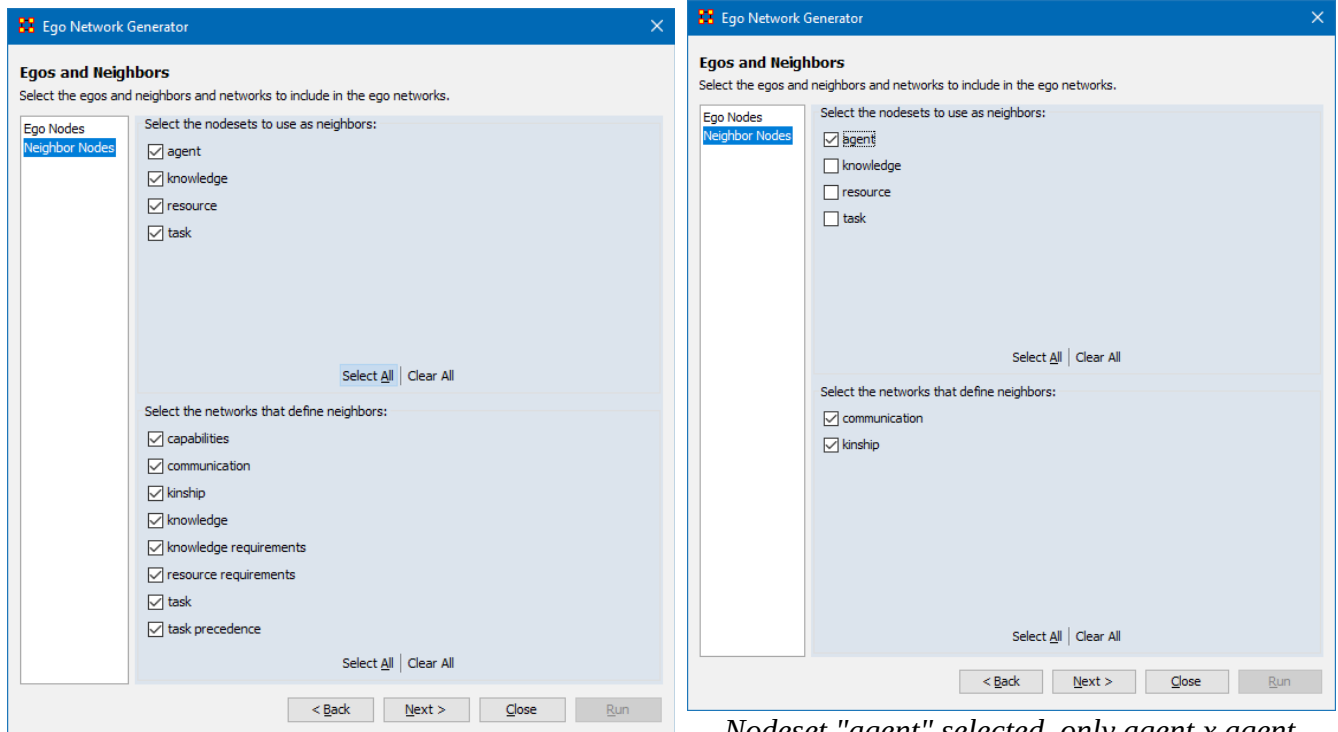 Ego Network Generator
Egos and Neighbors
Select the egos and neighbors and networks to include in the ego networks.
Ego Nodes
Neighbor Nodes
Select the nodesets to use as neighbors:
agent
knowledge
resource
task
Select All Clear All
Select the networks that define neighbors:
capabilities
communication
kinship
knowledge
knowledge requirements
resource requirements
task
task precedence
Select All Clear All
< Back Next > Close Run
Ego Network Generator
Egos and Neighbors
Select the egos and neighbors and networks to include in the ego networks.
Ego Nodes
Neighbor Nodes
Select the nodesets to use as neighbors:
agent
knowledge
resource
task
Select All Clear All
Select the networks that define neighbors:
communication
kinship
Select All Clear All
< Back Next > Close Run
Nodeset "agent" selected, only agent x agent